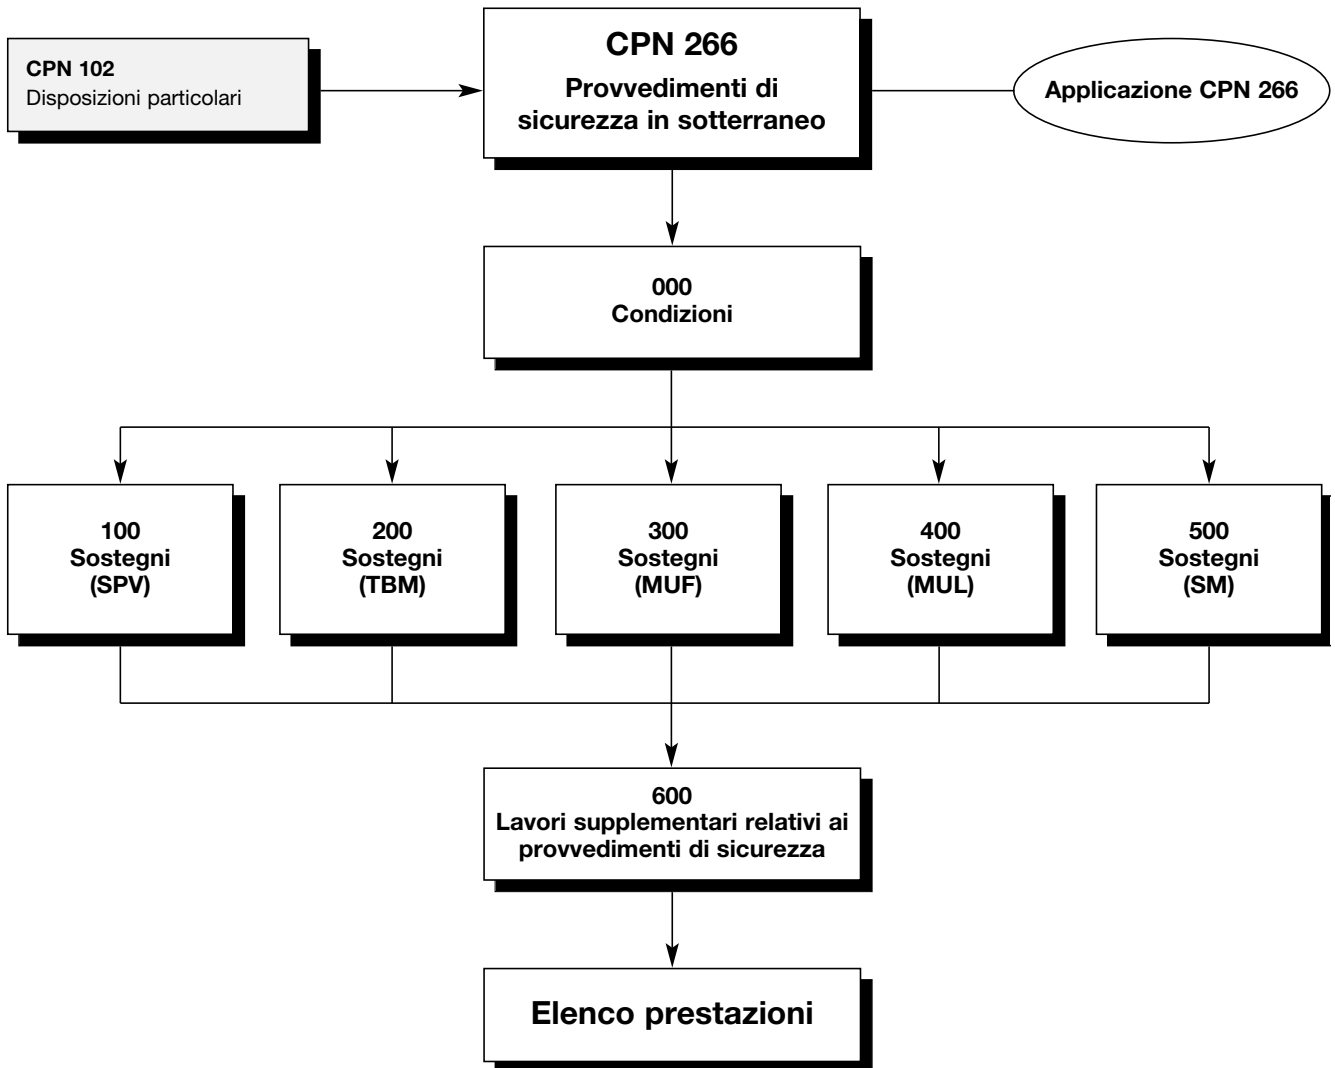 CPN 102
Disposizioni particolari
CPN 266
Provvedimenti di
sicurezza in sotterraneo
Applicazione CPN 266
000
Condizioni
100
Sostegni
(SPV)
200
Sostegni
(TBM)
300
Sostegni
(MUF)
400
Sostegni
(MUL)
500
Sostegni
(SM)
600
Lavori supplementari relativi ai
provvedimenti di sicurezza
Elenco prestazioni